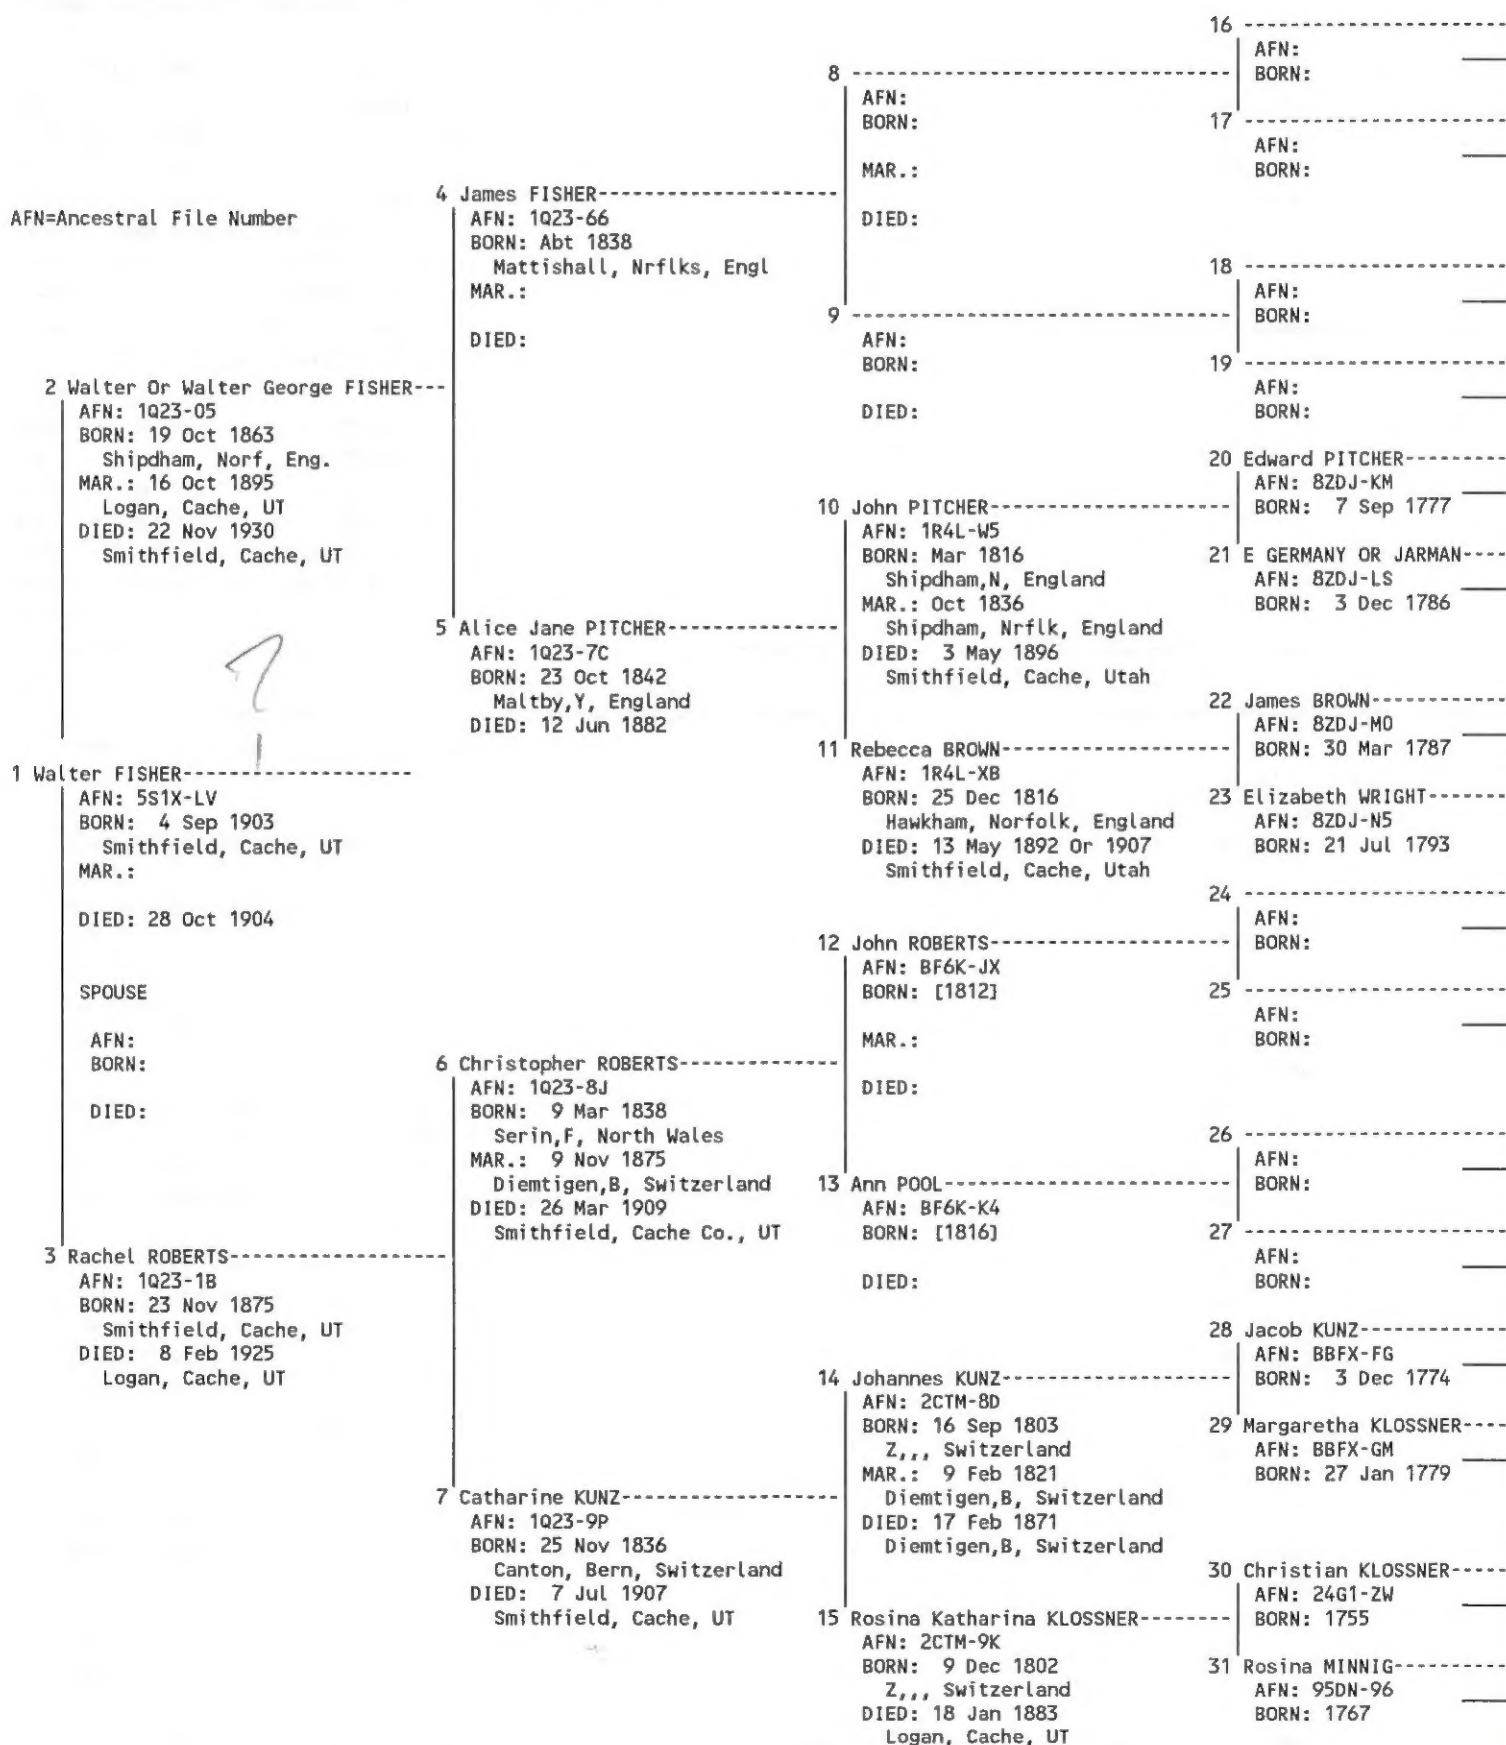 AFN=Ancestral File Number
1 Walter FISHER-------------------
AFN: 5S1X-LV
BORN: 4 Sep 1903
Smithfield, Cache, UT
MAR.:
DIED: 28 Oct 1904
SPOUSE
AFN:
BORN:
DIED:
2 Walter Or Walter George FISHER---
AFN: 1Q23-05
BORN: 19 Oct 1863
Shipdham, Norf, Eng.
MAR.: 16 Oct 1895
Logan, Cache, UT
DIED: 22 Nov 1930
Smithfield, Cache, UT
?
3 Rachel ROBERTS------------------
AFN: 1Q23-1B
BORN: 23 Nov 1875
Smithfield, Cache, UT
DIED: 8 Feb 1925
Logan, Cache, UT
4 James FISHER--------------------
AFN: 1Q23-66
BORN: Abt 1838
Mattishall, Nrflks, Engl
MAR.:
DIED:
5 Alice Jane PITCHER--------------
AFN: 1Q23-7C
BORN: 23 Oct 1842
Maltby,Y, England
DIED: 12 Jun 1882
6 Christopher ROBERTS-------------
AFN: 1Q23-8J
BORN: 9 Mar 1838
Serin,F, North Wales
MAR.: 9 Nov 1875
Diemtigen,B, Switzerland
DIED: 26 Mar 1909
Smithfield, Cache Co., UT
7 Catharine KUNZ------------------
AFN: 1Q23-9P
BORN: 25 Nov 1836
Canton, Bern, Switzerland
DIED: 7 Jul 1907
Smithfield, Cache, UT
8 --------------------------------
AFN:
BORN:
MAR.:
DIED:
9 --------------------------------
AFN:
BORN:
DIED:
10 John PITCHER--------------------
AFN: 1R4L-W5
BORN: Mar 1816
Shipdham,N, England
MAR.: Oct 1836
Shipdham, Nrflk, England
DIED: 3 May 1896
Smithfield, Cache, Utah
11 Rebecca BROWN-------------------
AFN: 1R4L-XB
BORN: 25 Dec 1816
Hawkham, Norfolk, England
DIED: 13 May 1892 Or 1907
Smithfield, Cache, Utah
12 John ROBERTS--------------------
AFN: BF6K-JX
BORN: [1812]
MAR.:
DIED:
13 Ann POOL------------------------
AFN: BF6K-K4
BORN: [1816]
DIED:
14 Johannes KUNZ-------------------
AFN: 2CTM-8D
BORN: 16 Sep 1803
Z,,, Switzerland
MAR.: 9 Feb 1821
Diemtigen,B, Switzerland
DIED: 17 Feb 1871
Diemtigen,B, Switzerland
15 Rosina Katharina KLOSSNER-------
AFN: 2CTM-9K
BORN: 9 Dec 1802
Z,,, Switzerland
DIED: 18 Jan 1883
Logan, Cache, UT
16 ----------------------
AFN:
BORN:
17 ----------------------
AFN:
BORN:
18 ----------------------
AFN:
BORN:
19 ----------------------
AFN:
BORN:
20 Edward PITCHER--------
AFN: 8ZDJ-KM
BORN: 7 Sep 1777
21 E GERMANY OR JARMAN----
AFN: 8ZDJ-LS
BORN: 3 Dec 1786
22 James BROWN-----------
AFN: 8ZDJ-M0
BORN: 30 Mar 1787
23 Elizabeth WRIGHT-------
AFN: 8ZDJ-N5
BORN: 21 Jul 1793
24 ----------------------
AFN:
BORN:
25 ----------------------
AFN:
BORN:
26 ----------------------
AFN:
BORN:
27 ----------------------
AFN:
BORN:
28 Jacob KUNZ------------
AFN: BBFX-FG
BORN: 3 Dec 1774
29 Margaretha KLOSSNER----
AFN: BBFX-GM
BORN: 27 Jan 1779
30 Christian KLOSSNER-----
AFN: 24G1-ZW
BORN: 1755
31 Rosina MINNIG----------
AFN: 95DN-96
BORN: 1767